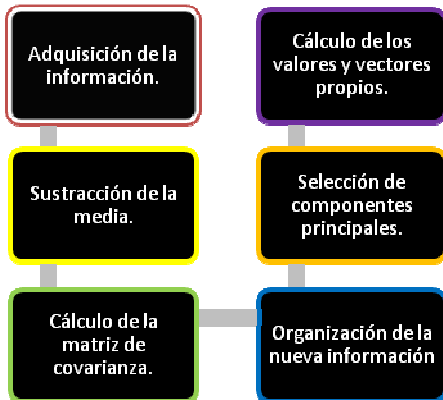 Adquisición de la
información.
Sustracción de la
media.
Cálculo de la
matriz de
covarianza.
Organización de la
nueva información
Selección de
componentes
principales.
Cálculo de los
valores y vectores
propios.